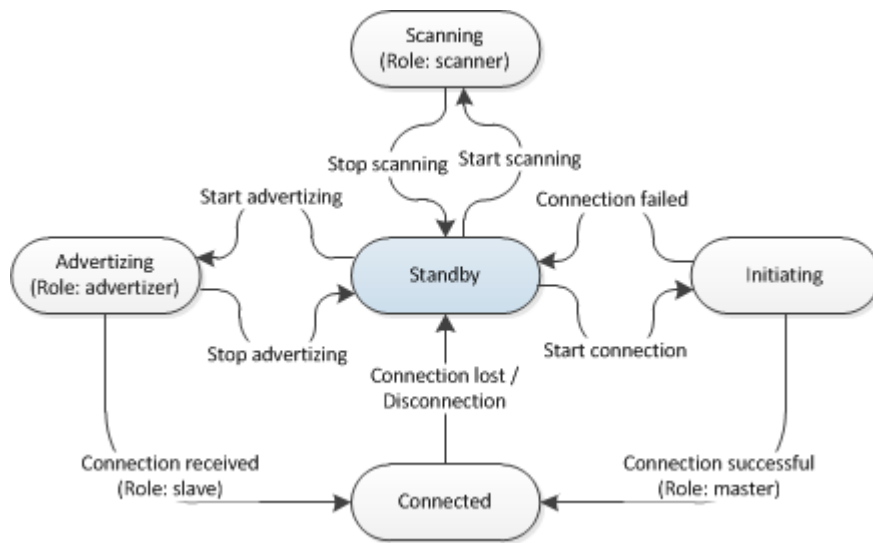 Scanning
(Role: scanner)
Stop scanning
Start scanning
Start advertizing
Connection failed
Advertizing
(Role: advertizer)
Standby
Initiating
Stop advertizing
Start connection
Connection lost /
Disconnection
Connection received
(Role: slave)
Connection successful
(Role: master)
Connected